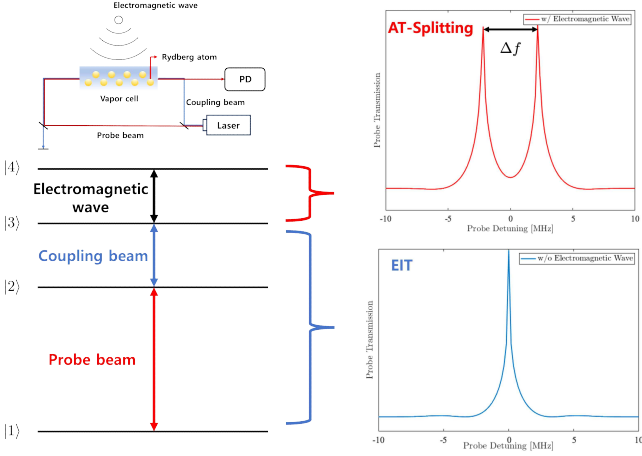 Electromagnetic wave
Rydberg atom
PD
Vapor cell
Coupling beam
Laser
Probe beam
|4⟩
Electromagnetic
wave
|3⟩
Coupling beam
|2⟩
Probe beam
|1⟩
AT-Splitting
w/ Electromagnetic Wave
Δf
Probe Transmission
-10 -5 0 5 10
Probe Detuning [MHz]
EIT
w/o Electromagnetic Wave
Probe Transmission
-10 -5 0 5 10
Probe Detuning [MHz]